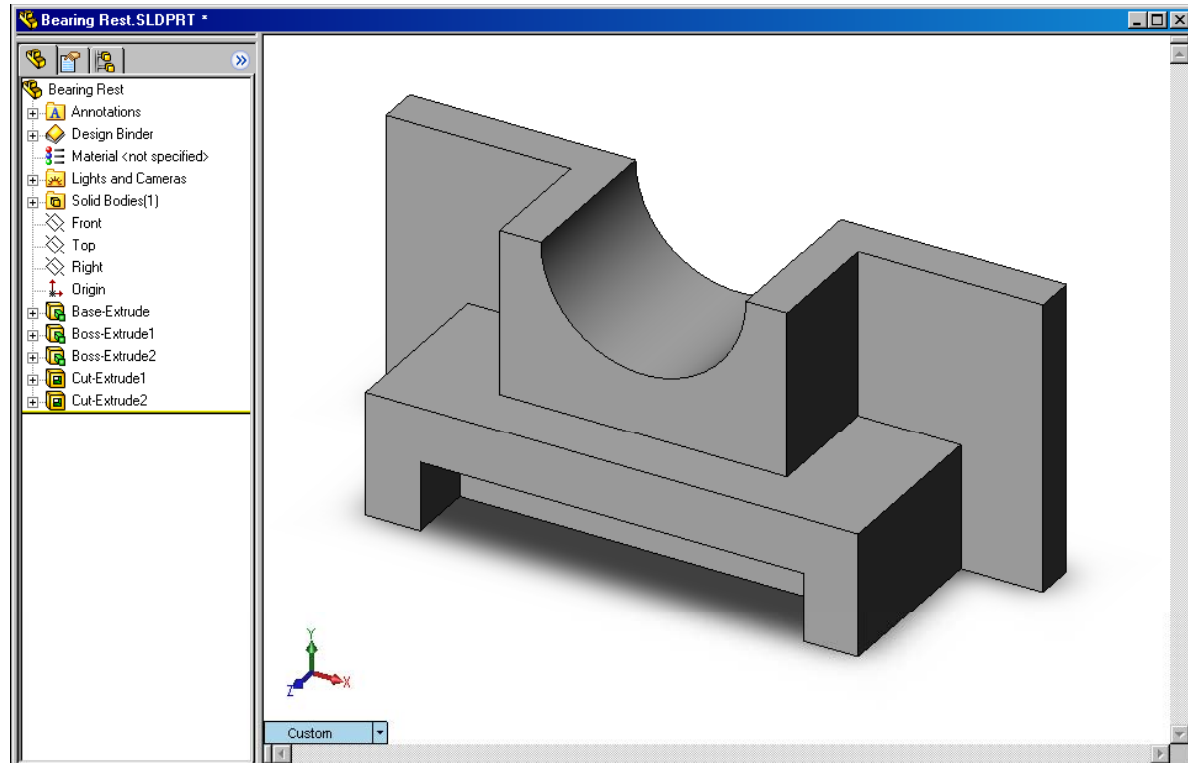 Bearing Rest.SLDPRT *
Bearing Rest
A Annotations
Design Binder
Material <not specified>
Lights and Cameras
Solid Bodies(1)
Front
Top
Right
Origin
Base-Extrude
Boss-Extrude1
Boss-Extrude2
Cut-Extrude1
Cut-Extrude2
Y
X
Z
Custom